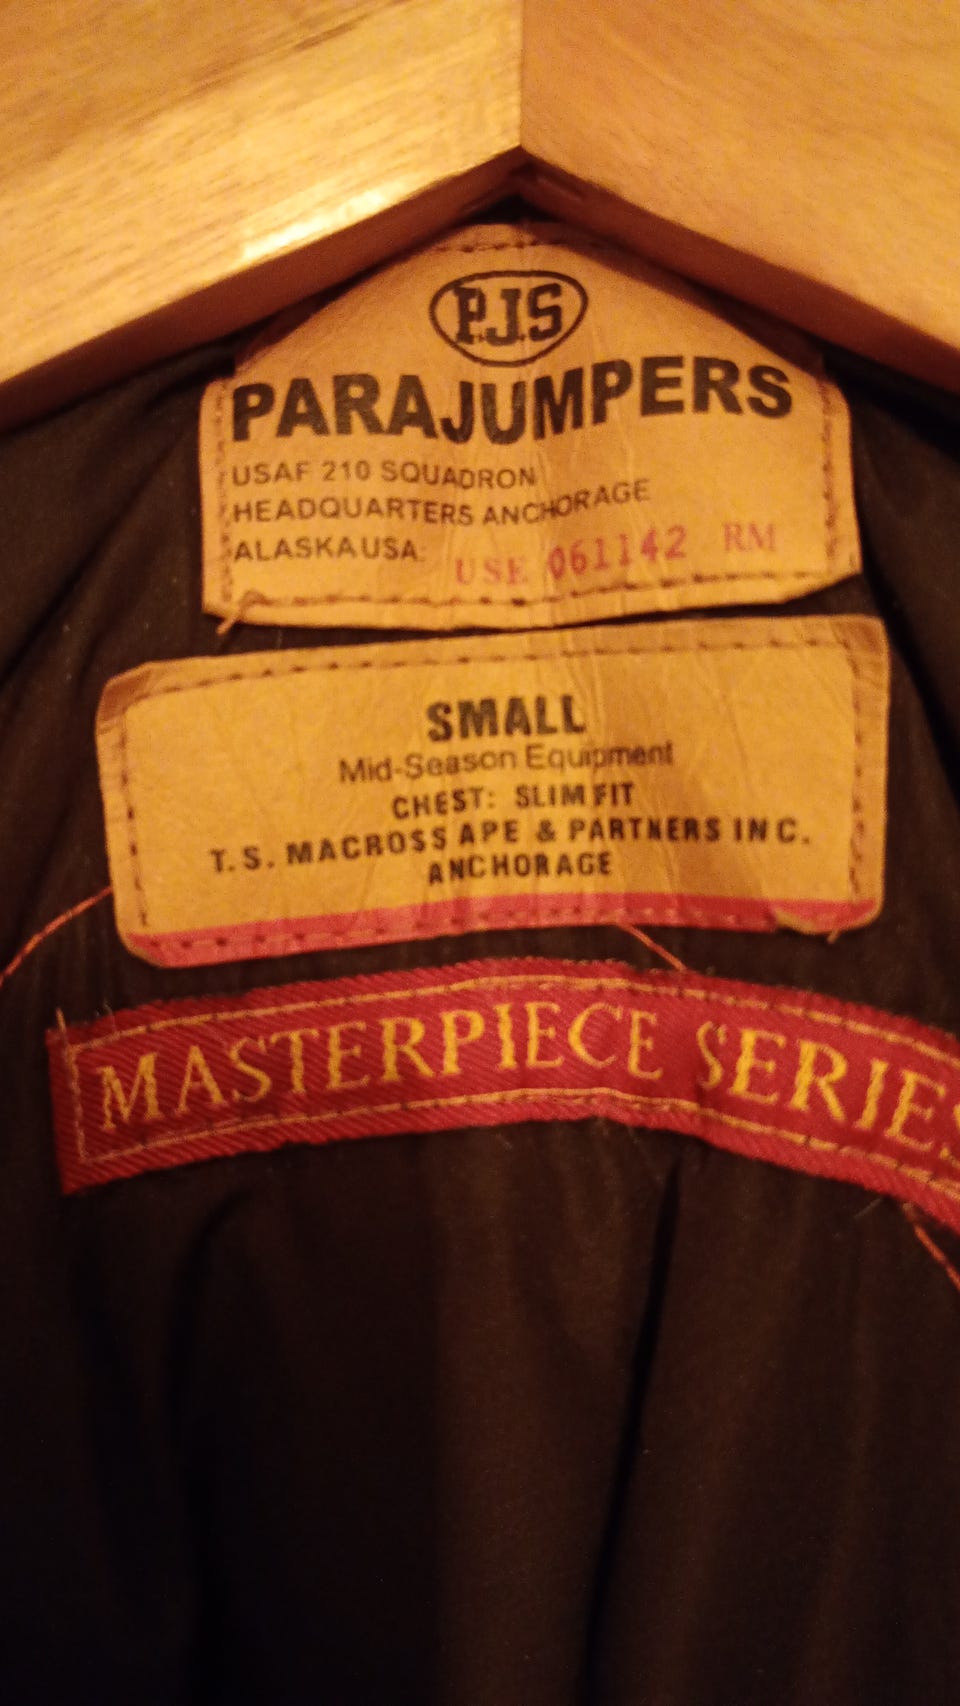 P.J.S
PARAJUMPERS
USAF 210 SQUADRON
HEADQUARTERS ANCHORAGE
ALASKA USA: USE 061142 RM
SMALL
Mid-Season Equipment
CHEST: SLIM FIT
T.S. MACROSS APE & PARTNERS INC.
ANCHORAGE
MASTERPIECE SERIES